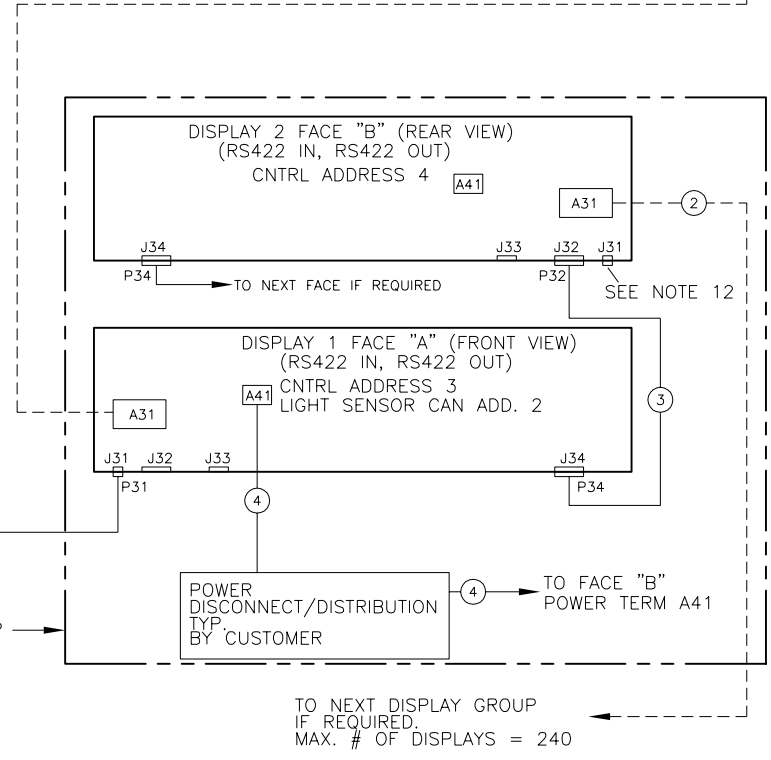 DISPLAY 2 FACE "B" (REAR VIEW)
(RS422 IN, RS422 OUT)
CNTRL ADDRESS 4
A41
A31
2
J34
J33
J32
J31
P34
P32
TO NEXT FACE IF REQUIRED
SEE NOTE 12
DISPLAY 1 FACE "A" (FRONT VIEW)
(RS422 IN, RS422 OUT)
A41
CNTRL ADDRESS 3
LIGHT SENSOR CAN ADD. 2
A31
3
J31
J32
J33
J34
P31
P34
4
POWER
DISCONNECT/DISTRIBUTION
TYP.
BY CUSTOMER
4
TO FACE "B"
POWER TERM A41
P
TO NEXT DISPLAY GROUP
IF REQUIRED.
MAX. # OF DISPLAYS = 240